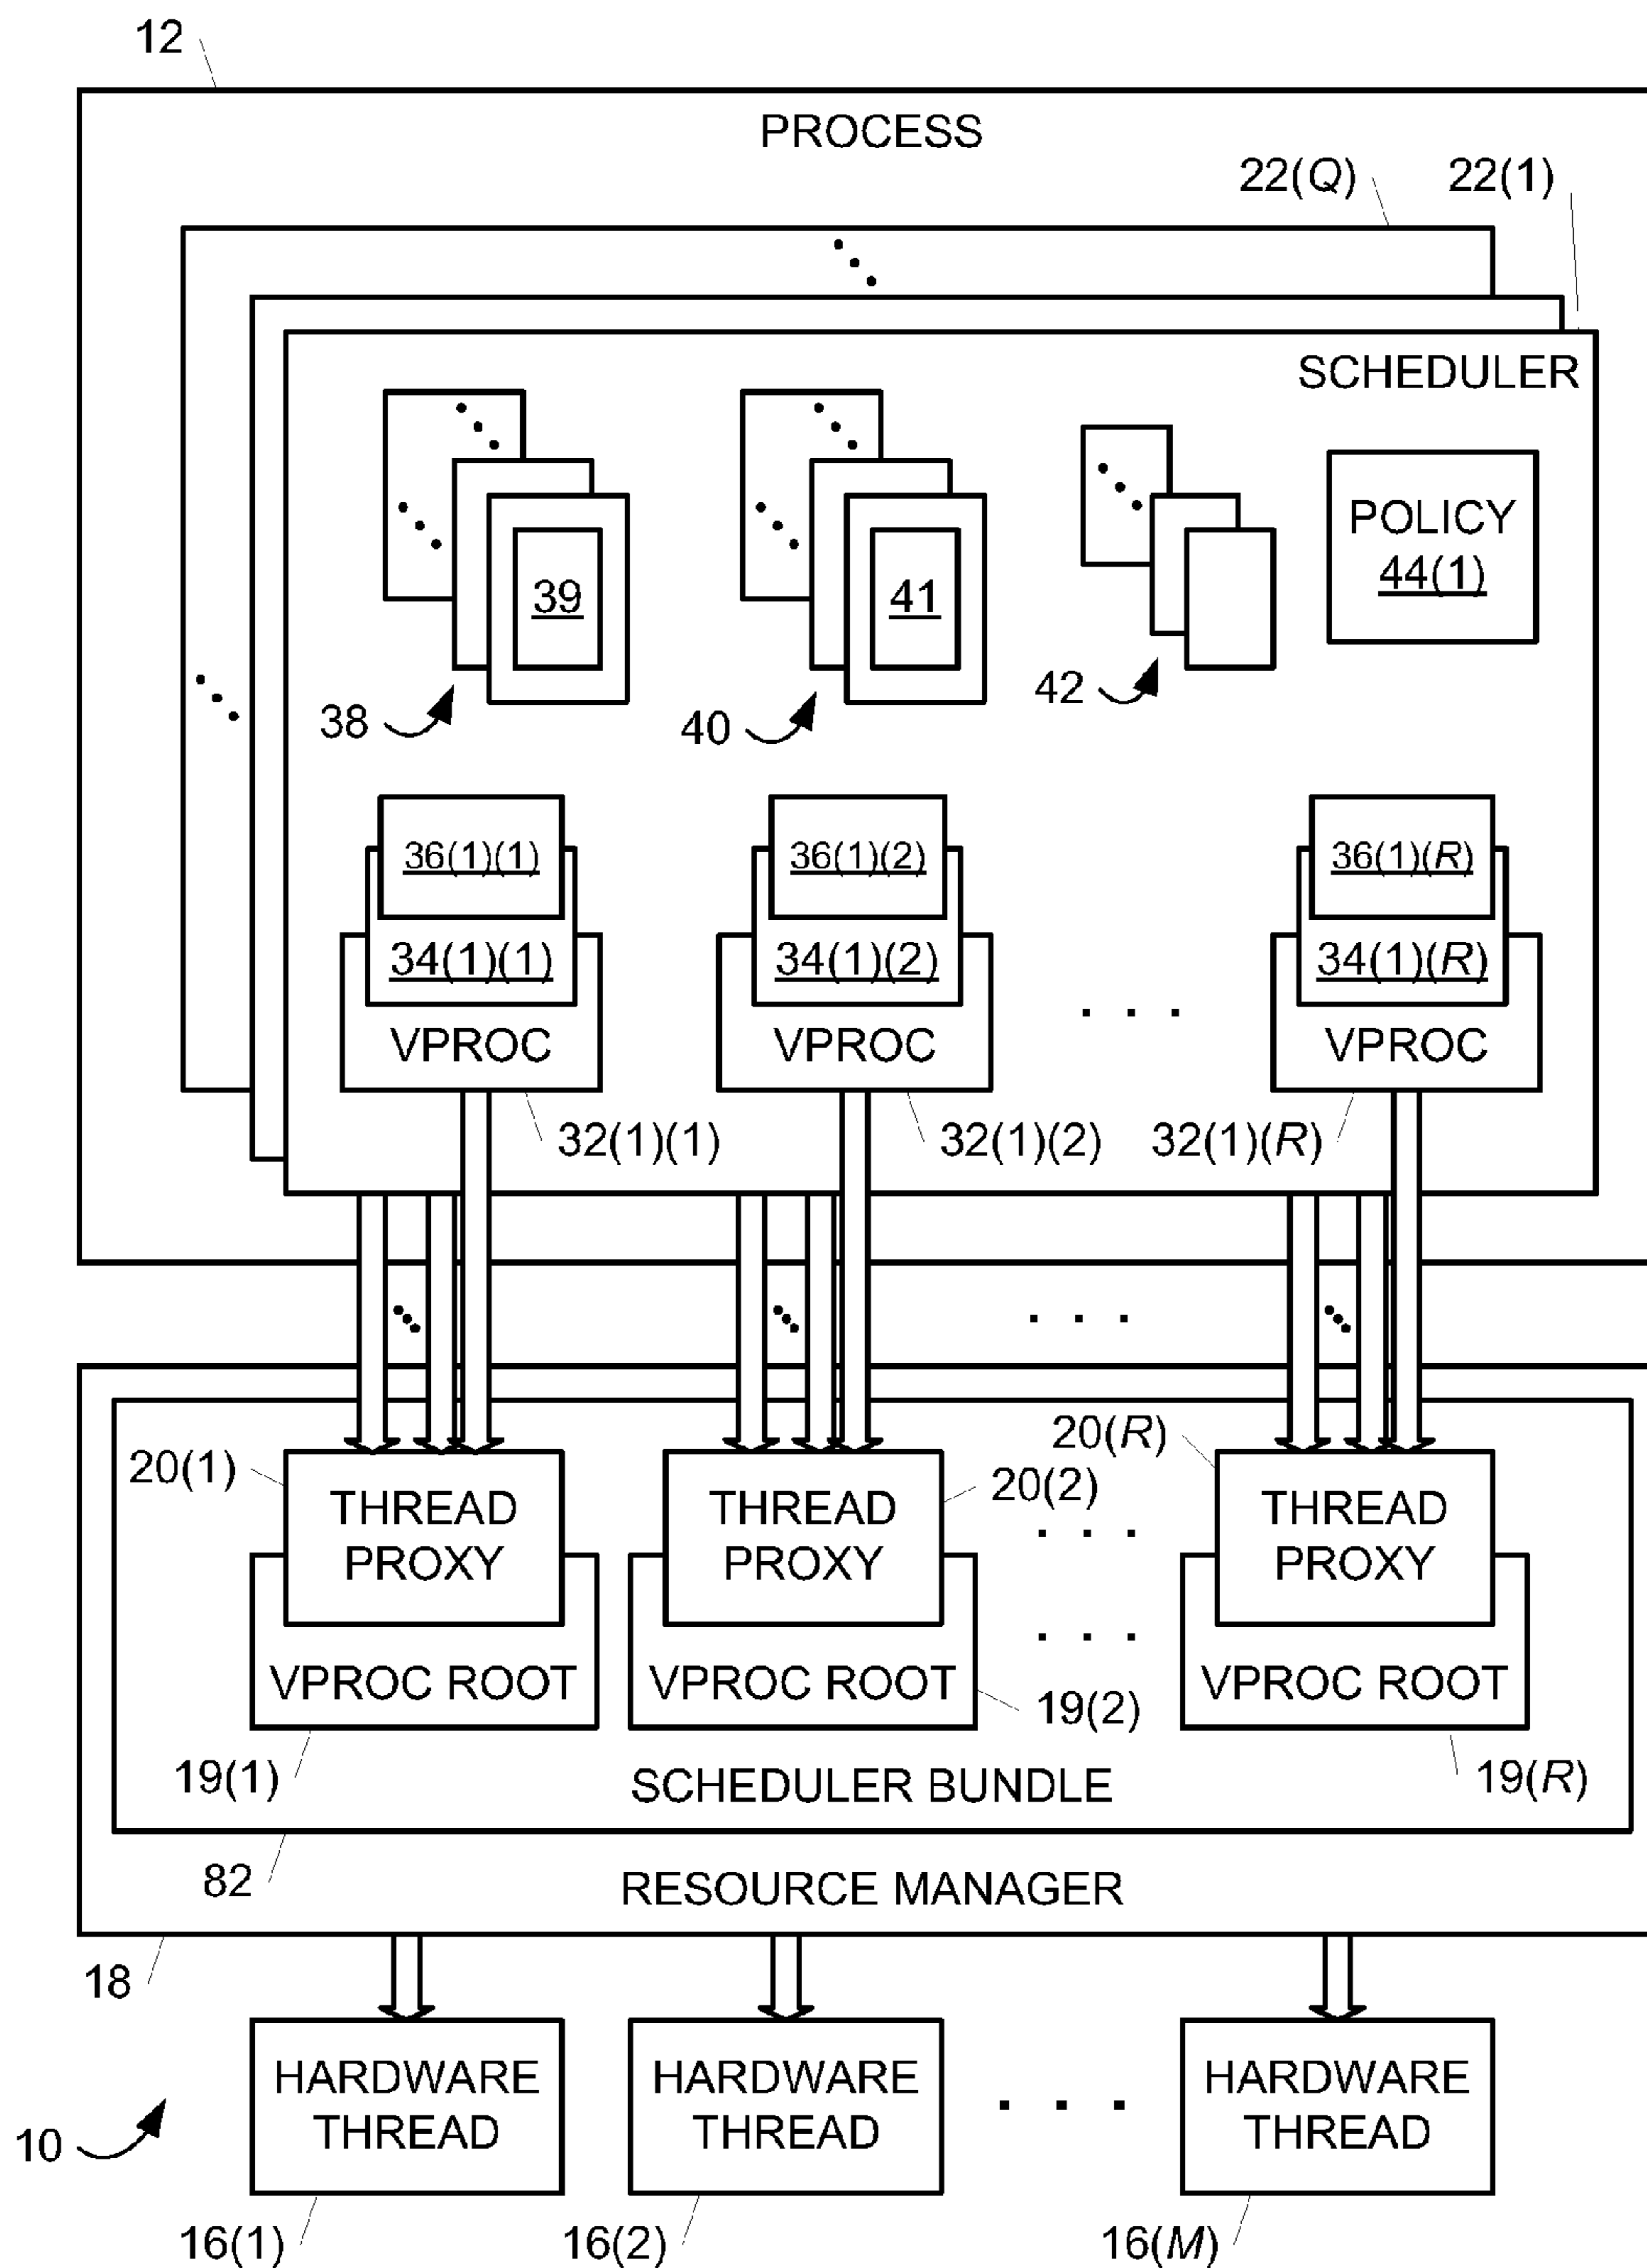 12
PROCESS
22(Q)
22(1)
SCHEDULER
POLICY
44(1)
39
41
38
40
42
36(1)(1)
36(1)(2)
36(1)(R)
34(1)(1)
34(1)(2)
34(1)(R)
. . .
VPROC
VPROC
VPROC
32(1)(1)
32(1)(2)
32(1)(R)
. . .
20(1)
20(2)
20(R)
THREAD
PROXY
THREAD
PROXY
. . .
THREAD
PROXY
. . .
VPROC ROOT
VPROC ROOT
VPROC ROOT
19(1)
19(2)
19(R)
SCHEDULER BUNDLE
82
RESOURCE MANAGER
18
HARDWARE
THREAD
HARDWARE
THREAD
. . .
HARDWARE
THREAD
10
16(1)
16(2)
16(M)